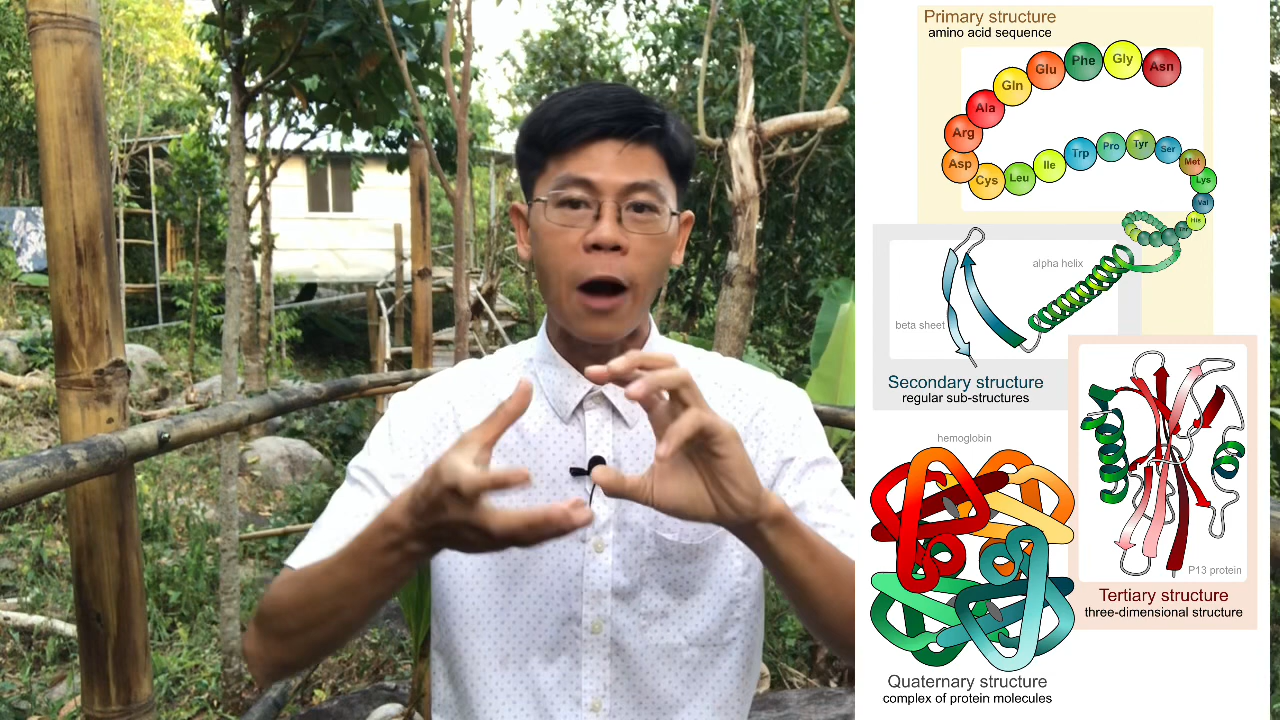 Primary structure
amino acid sequence
Asn
Gly
Phe
Glu
Gln
Ala
Arg
Asp
Cys
Leu
Ile
Trp
Pro
Tyr
Ser
Met
Lys
Val
His
alpha helix
beta sheet
Secondary structure
regular sub-structures
P13 protein
Tertiary structure
three-dimensional structure
hemoglobin
Quaternary structure
complex of protein molecules